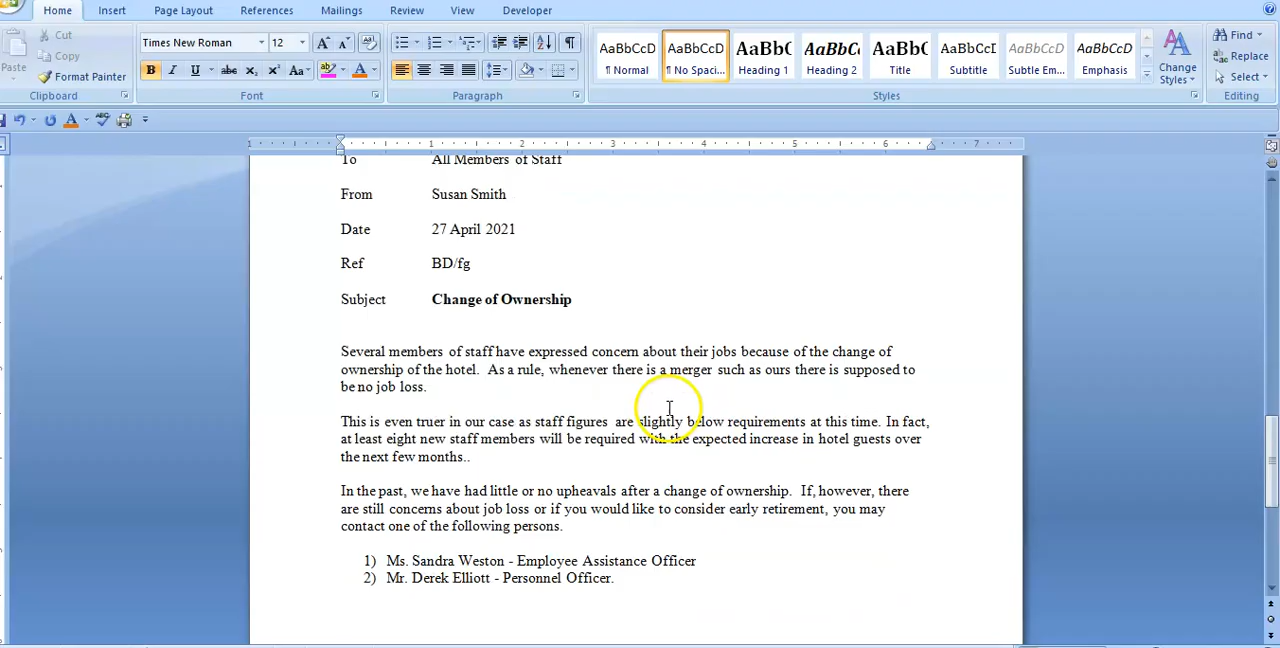 Home Insert Page Layout References Mailings Review View Developer
Cut
Copy
Paste
Format Painter
Clipboard
Times New Roman
12
Font
Paragraph
AaBbCcD AaBbCcD AaBbC AaBbCc AaBbC AaBbCcI AaBbCcD AaBbCcD
¶ Normal ¶ No Spaci... Heading 1 Heading 2 Title Subtitle Subtle Em... Emphasis
Change
Styles
Styles
Find
Replace
Select
Editing
1 1 2 3 4 5 6 7
To All Members of Staff
From Susan Smith
Date 27 April 2021
Ref BD/fg
Subject Change of Ownership
Several members of staff have expressed concern about their jobs because of the change of
ownership of the hotel. As a rule, whenever there is a merger such as ours there is supposed to
be no job loss.
This is even truer in our case as staff figures are slightly below requirements at this time. In fact,
at least eight new staff members will be required with the expected increase in hotel guests over
the next few months..
In the past, we have had little or no upheavals after a change of ownership. If, however, there
are still concerns about job loss or if you would like to consider early retirement, you may
contact one of the following persons.
1) Ms. Sandra Weston - Employee Assistance Officer
2) Mr. Derek Elliott - Personnel Officer.